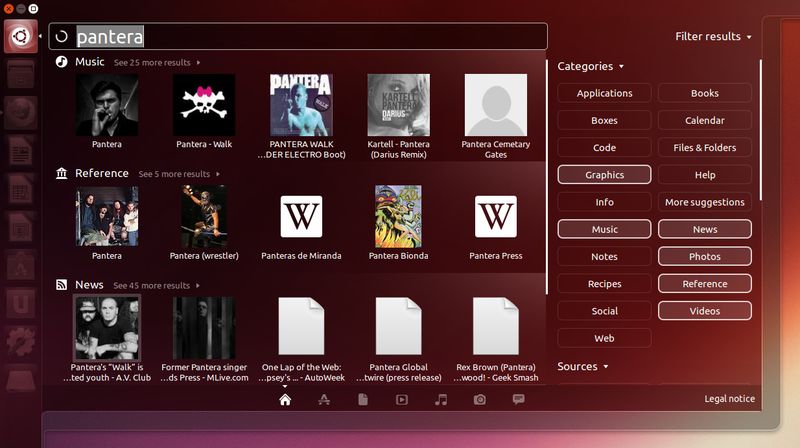 pantera
Filter results
Music See 25 more results
Pantera
Pantera - Walk
PANTERA
WALK
PANTERA WALK
...DER ELECTRO Boot)
KARTELL
PANTERA
Kartell - Pantera
(Darius Remix)
Pantera Cemetary
Gates
Reference See 5 more results
Pantera
Pantera (wrestler)
W
Panteras de Miranda
Pantera Bionda
W
Pantera Press
News See 45 more results
Pantera's "Walk" is
...ted youth - A.V. Club
Former Pantera singer
...ds Press - MLive.com
One Lap of the Web:
...psey's ... - AutoWeek
Pantera Global
...twire (press release)
Rex Brown (Pantera)
...wood! - Geek Smash
Categories
Applications
Books
Boxes
Calendar
Code
Files & Folders
Graphics
Help
Info
More suggestions
Music
News
Notes
Photos
Recipes
Reference
Social
Videos
Web
Sources
Legal notice